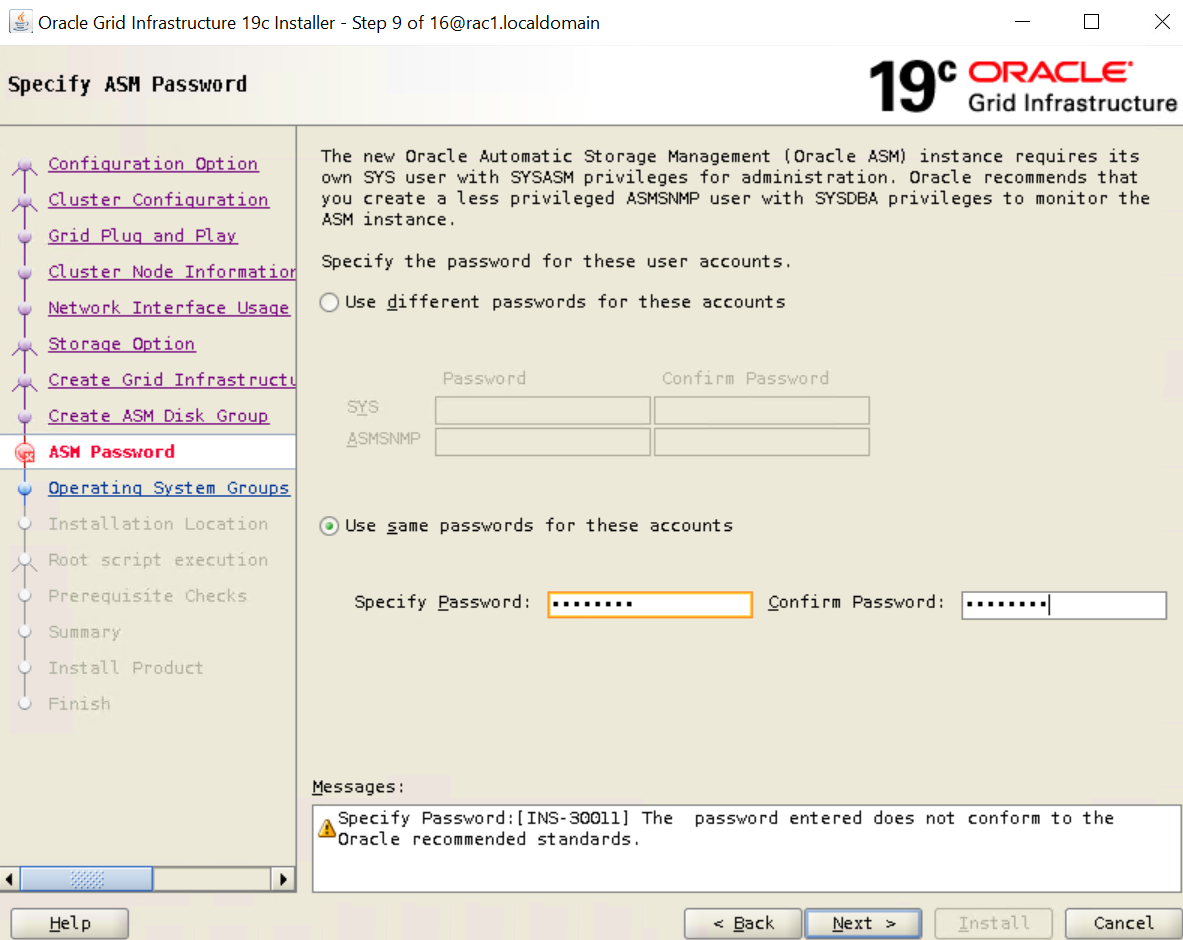 Oracle Grid Infrastructure 19c Installer - Step 9 of 16@rac1.localdomain
Specify ASM Password
19c ORACLE
Grid Infrastructure
Configuration Option
Cluster Configuration
Grid Plug and Play
Cluster Node Information
Network Interface Usage
Storage Option
Create Grid Infrastructu
Create ASM Disk Group
ASM Password
Operating System Groups
Installation Location
Root script execution
Prerequisite Checks
Summary
Install Product
Finish
The new Oracle Automatic Storage Management (Oracle ASM) instance requires its
own SYS user with SYSASM privileges for administration. Oracle recommends that
you create a less privileged ASMSNMP user with SYSDBA privileges to monitor the
ASM instance.
Specify the password for these user accounts.
Use different passwords for these accounts
Password Confirm Password
SYS
ASMSNMP
Use same passwords for these accounts
Specify Password: •••••••• Confirm Password: ••••••••
Messages:
Specify Password:[INS-30011] The  password entered does not conform to the
Oracle recommended standards.
Help < Back Next > Install Cancel